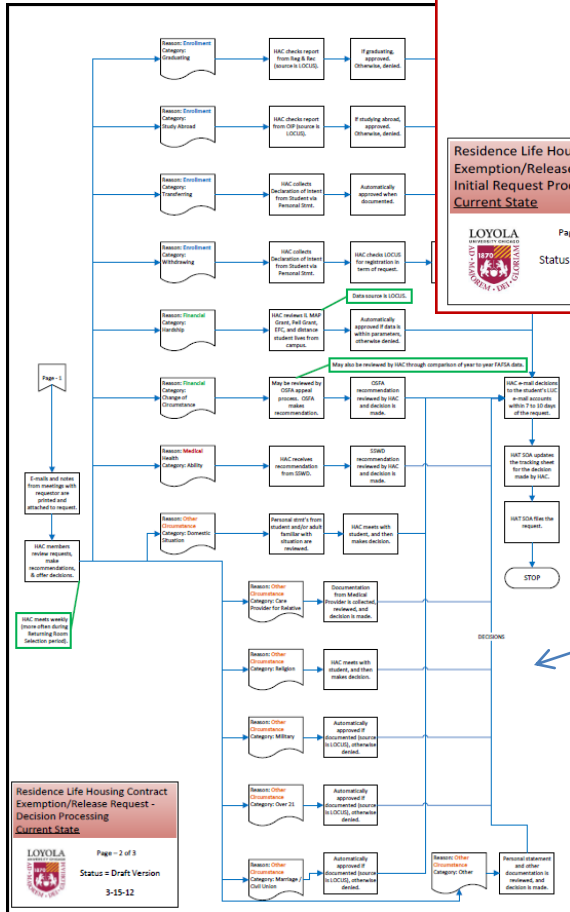 Reason: Enrollment
Category:
Graduating
HAC checks report
from Reg & Rec
(source is LOCUS).
If graduating,
approved.
Otherwise, denied.
Reason: Enrollment
Category:
Study Abroad
HAC checks report
from OIP (source is
LOCUS).
If studying abroad,
approved.
Otherwise, denied.
Reason: Enrollment
Category:
Transferring
HAC collects
Declaration of Intent
from Student via
Personal Stmt.
Automatically
approved when
documented.
Reason: Enrollment
Category:
Withdrawing
HAC collects
Declaration of Intent
from Student via
Personal Stmt.
HAC checks LOCUS
for registration in
term of request.
Residence Life Hou
Exemption/Release
Initial Request Pro
Current State
LOYOLA
UNIVERSITY CHICAGO
1870
AD • MAJOREM • DEI • GLORIAM
Pag
Status
Data source is LOCUS.
Reason: Financial
Category:
Hardship
HAC reviews IL MAP
Grant, Pell Grant,
EFC, and distance
student lives from
campus.
Automatically
approved if data is
within parameters,
otherwise denied.
May also be reviewed by HAC through comparison of year to year FAFSA data.
Page - 1
Reason: Financial
Category:
Change of
Circumstance
May be reviewed by
OSFA appeal
process. OSFA
makes
recommendation.
OSFA
recommendation
reviewed by HAC
and decision is
made.
HAC e-mail decisions
to the student's LUC
e-mail accounts
within 7 to 10 days
of the request.
Reason: Medical
Health
Category: Ability
HAC receives
recommendation
from SSWD.
SSWD
recommendation
reviewed by HAC
and decision is
made.
HAT SOA updates
the tracking sheet
for the decision
made by HAC.
E-mails and notes
from meetings with
requestor are
printed and
attached to request.
Reason: Other
Circumstance
Category: Domestic
Situation
Personal stmt's from
student and/or adult
familiar with
situation are
reviewed.
HAC meets with
student, and then
makes decision.
HAT SOA files the
request.
HAC members
review requests,
make
recommendations,
& offer decisions.
STOP
HAC meets weekly
(more often during
Returning Room
Selection period).
Reason: Other
Circumstance
Category: Care
Provider for Relative
Documentation
from Medical
Provider is collected,
reviewed, and
decision is made.
DECISIONS
Reason: Other
Circumstance
Category: Religion
HAC meets with
student, and then
makes decision.
Reason: Other
Circumstance
Category: Military
Automatically
approved if
documented (source
is LOCUS), otherwise
denied.
Reason: Other
Circumstance
Category: Over 21
Automatically
approved if
documented (source
is LOCUS), otherwise
denied.
Reason: Other
Circumstance
Category: Marriage /
Civil Union
Automatically
approved if
documented (source
is LOCUS), otherwise
denied.
Reason: Other
Circumstance
Category: Other
Personal statement
and other
documentation is
reviewed, and
decision is made.
Residence Life Housing Contract
Exemption/Release Request -
Decision Processing
Current State
LOYOLA
UNIVERSITY CHICAGO
1870
AD • MAJOREM • DEI • GLORIAM
Page – 2 of 3
Status = Draft Version
3-15-12